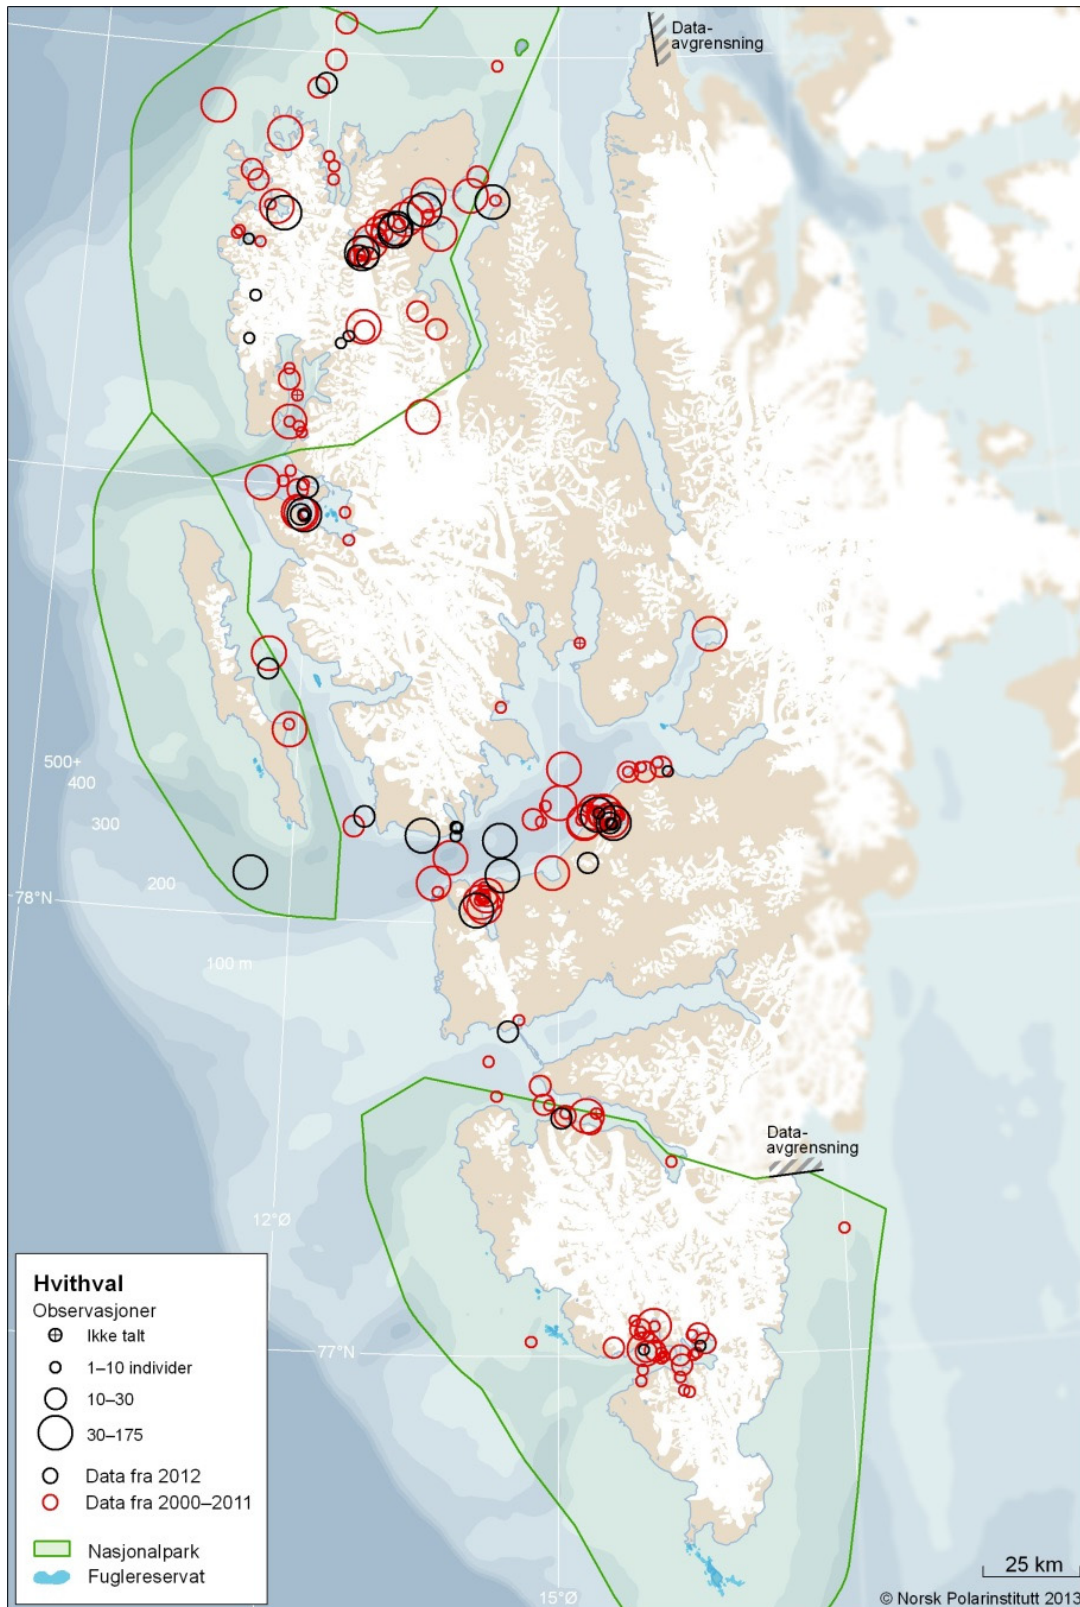 Data-
avgrensning
500+
400
300
200
78°N
100 m
Data-
avgrensning
12°Ø
77°N
Hvithval
Observasjoner
Ikke talt
1–10 individer
10–30
30–175
Data fra 2012
Data fra 2000–2011
Nasjonalpark
Fuglereservat
25 km
15°Ø
© Norsk Polarinstitutt 2013